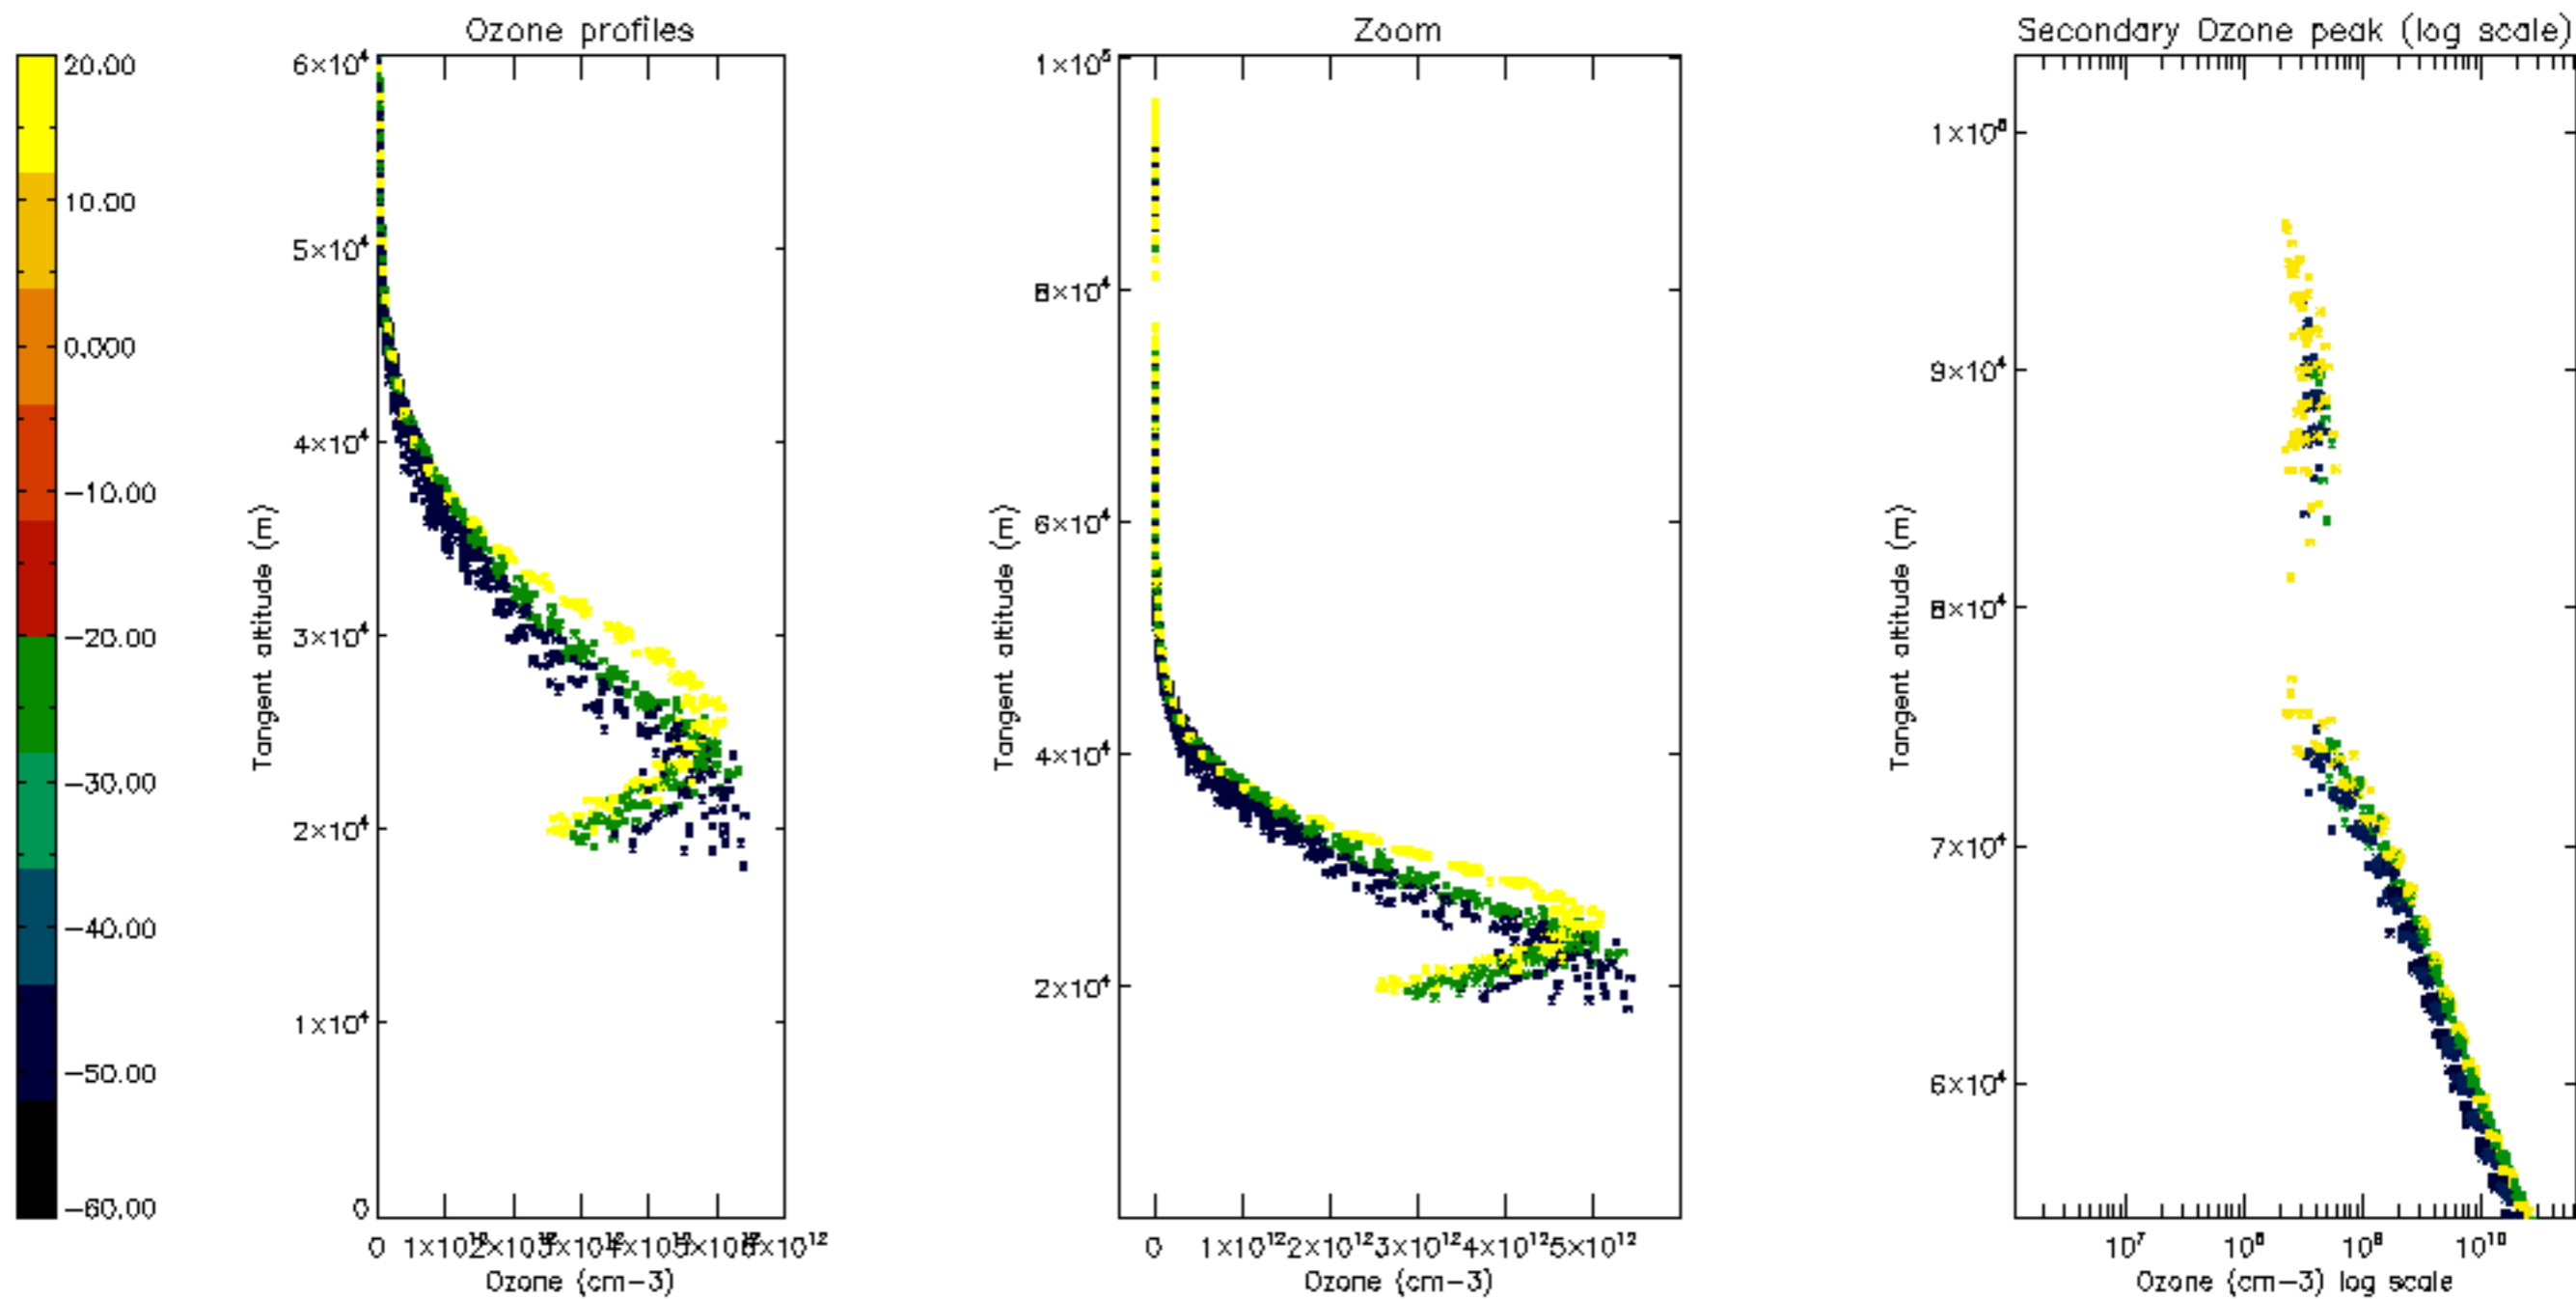 Ozone profiles
Zoom
Secondary Ozone peak (log scale)
20.00
10.00
0.000
−10.00
−20.00
−30.00
−40.00
−50.00
−60.00
Tangent altitude (m)
6×10⁴
5×10⁴
4×10⁴
3×10⁴
2×10⁴
1×10⁴
0
0
Ozone (cm−3)
Tangent altitude (m)
1×10⁵
8×10⁴
6×10⁴
4×10⁴
2×10⁴
0 1×10¹² 2×10¹² 3×10¹² 4×10¹² 5×10¹²
Ozone (cm−3)
Tangent altitude (m)
9×10⁴
8×10⁴
7×10⁴
6×10⁴
10⁷ 10⁸ 10⁹ 10¹⁰
Ozone (cm−3) log scale